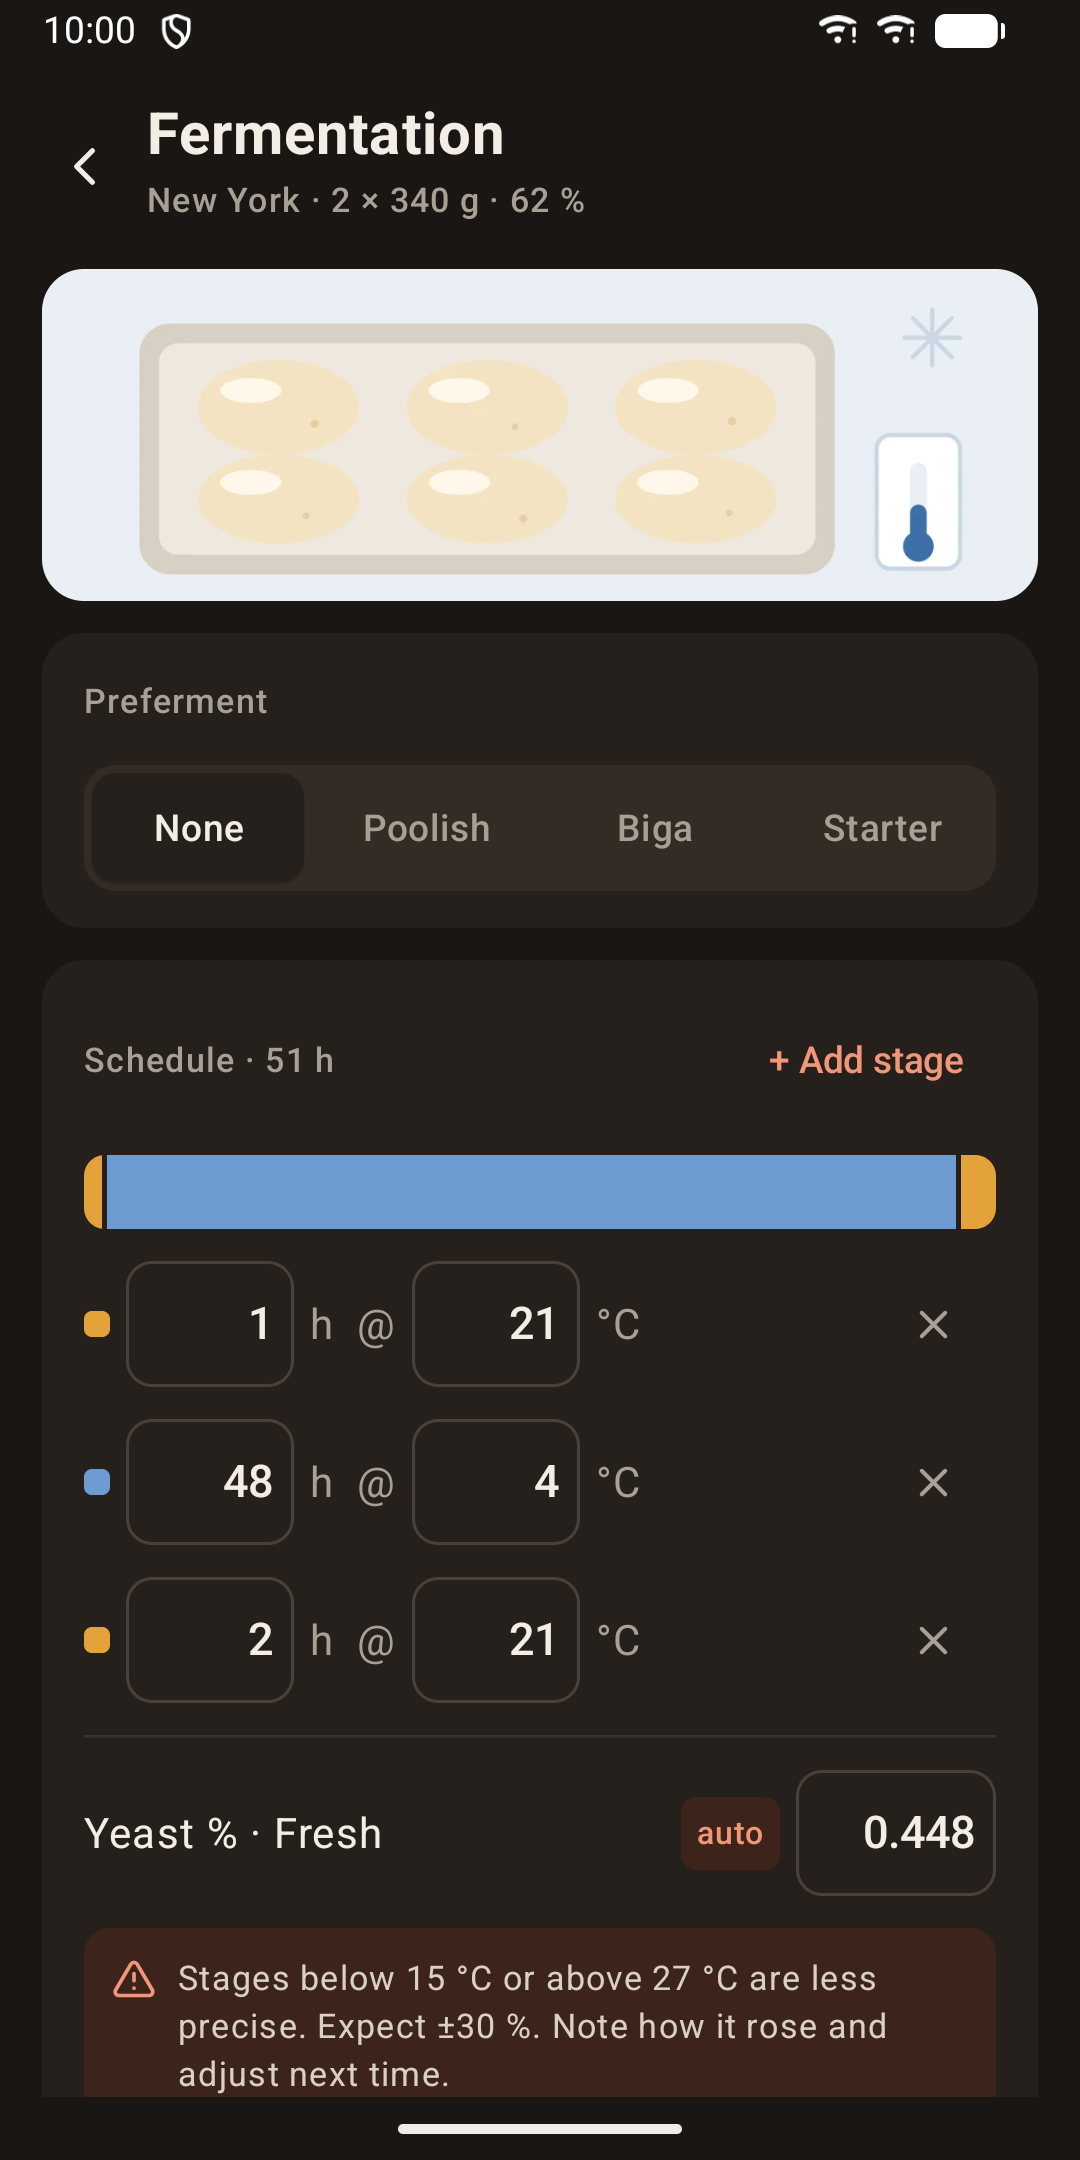 10:00
Fermentation
New York · 2 × 340 g · 62 %
Preferment
None Poolish Biga Starter
Schedule · 51 h + Add stage
1 h @ 21 °C
48 h @ 4 °C
2 h @ 21 °C
Yeast % · Fresh auto 0.448
Stages below 15 °C or above 27 °C are less
precise. Expect ±30 %. Note how it rose and
adjust next time.